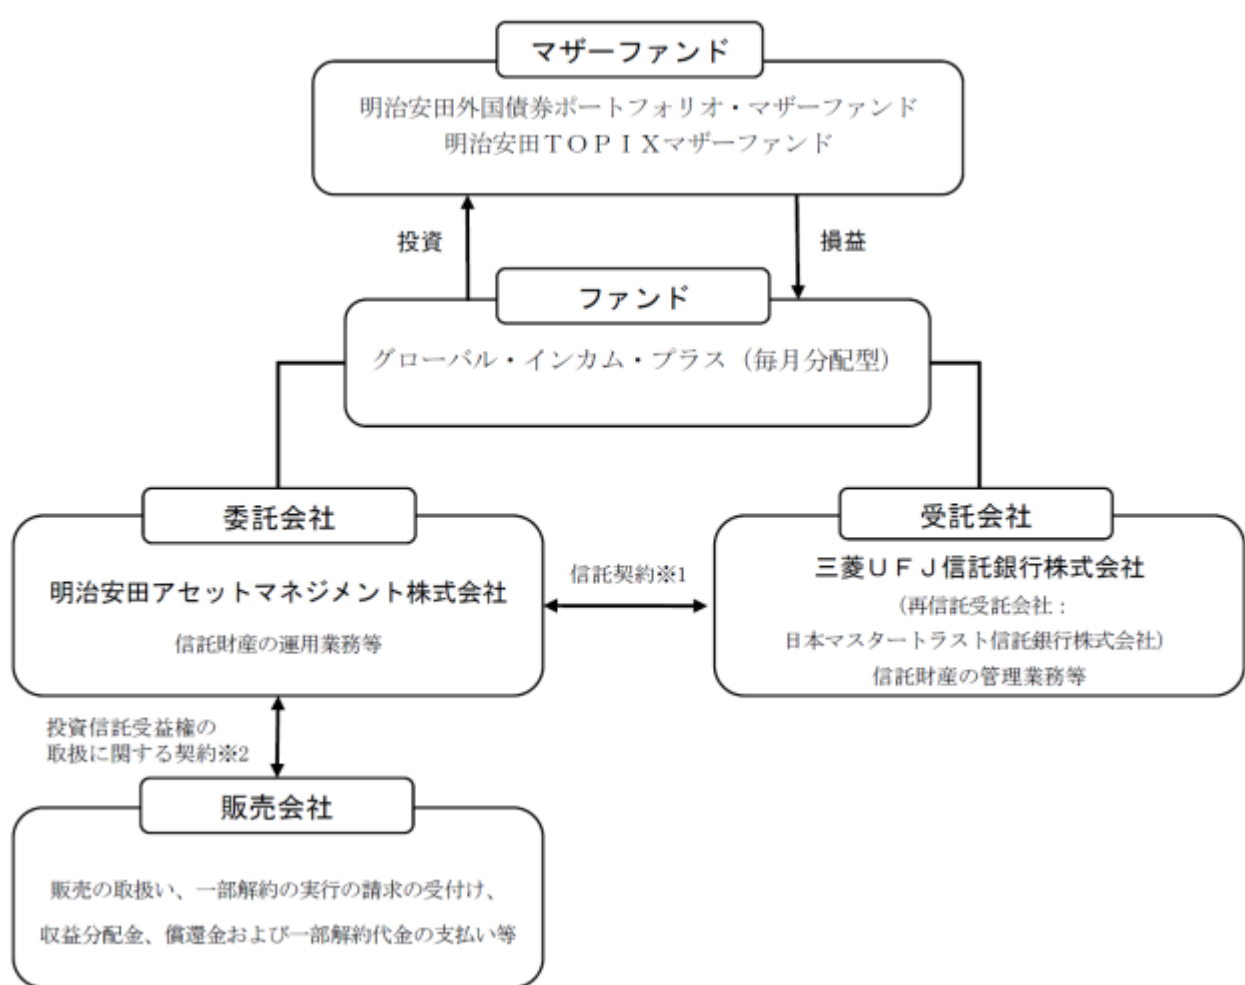 マザーファンド
明治安田外国債券ポートフォリオ・マザーファンド
明治安田ＴＯＰＩＸマザーファンド
投資
損益
ファンド
グローバル・インカム・プラス（毎月分配型）
委託会社
明治安田アセットマネジメント株式会社
信託財産の運用業務等
信託契約※1
受託会社
三菱ＵＦＪ信託銀行株式会社
（再信託受託会社：
日本マスタートラスト信託銀行株式会社）
信託財産の管理業務等
投資信託受益権の
取扱に関する契約※2
販売会社
販売の取扱い、一部解約の実行の請求の受付け、
収益分配金、償還金および一部解約代金の支払い等